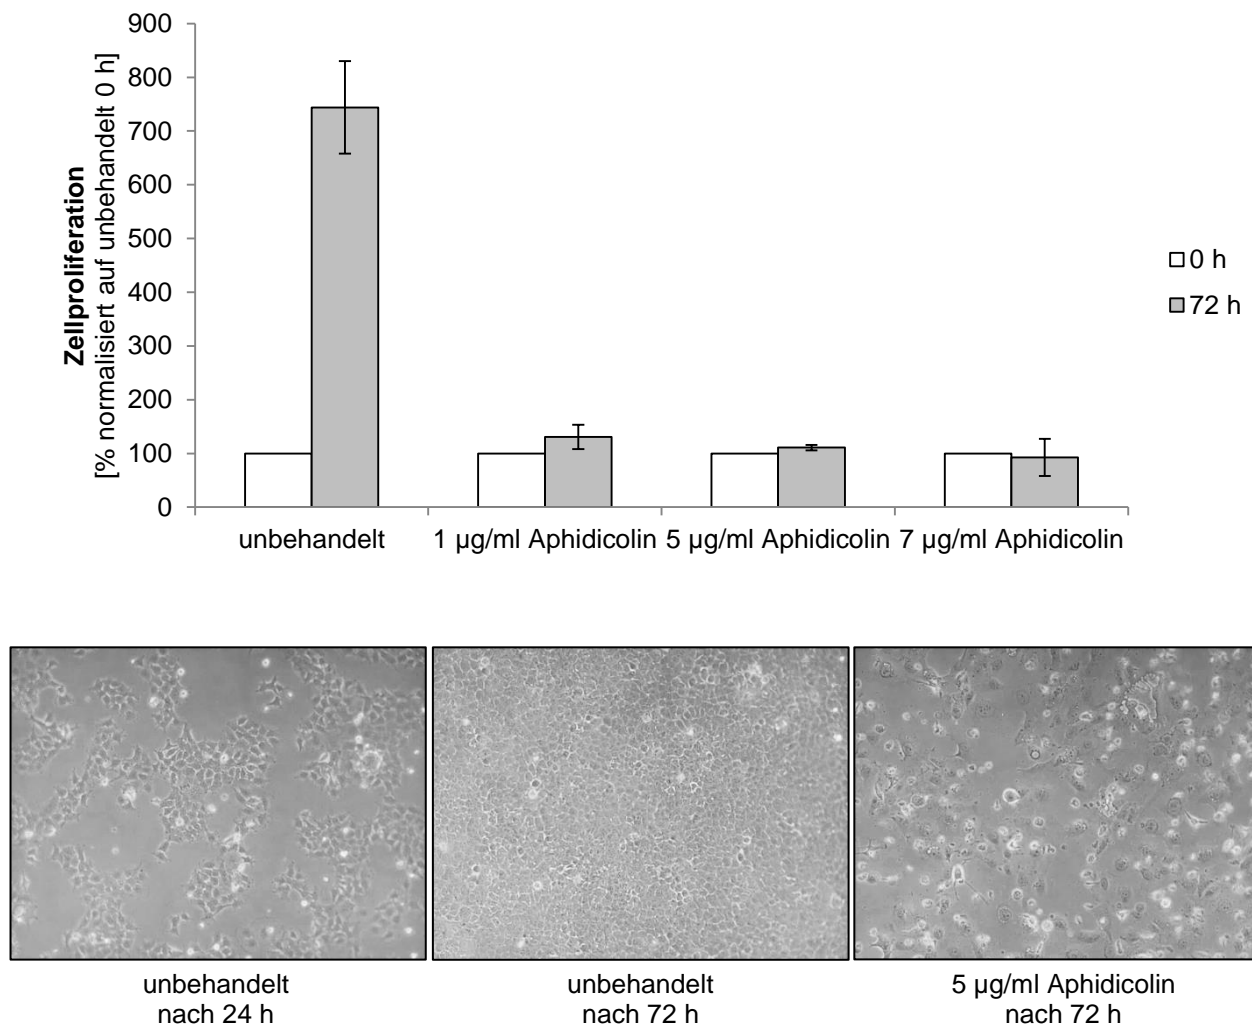 900
800
700
600
500
400
300
200
100
0
Zellproliferation
[% normalisiert auf unbehandelt 0 h]
0 h
72 h
unbehandelt 1 µg/ml Aphidicolin 5 µg/ml Aphidicolin 7 µg/ml Aphidicolin
unbehandelt
nach 24 h
unbehandelt
nach 72 h
5 µg/ml Aphidicolin
nach 72 h